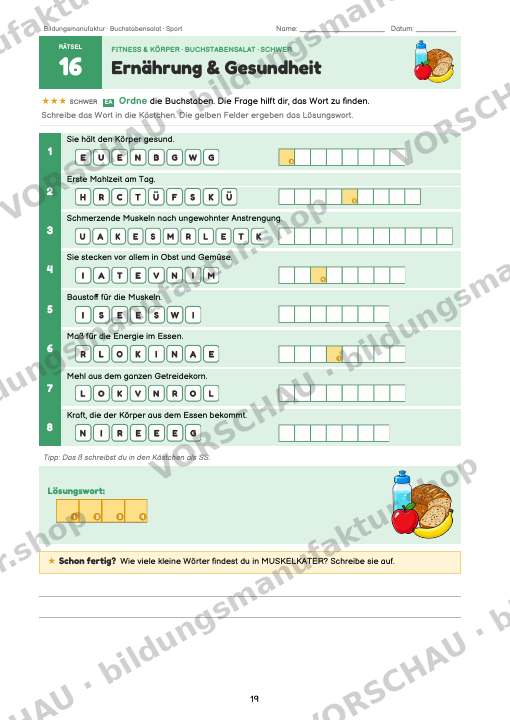 Bildungsmanufaktur · Buchstabensalat · Sport
Name: Datum:
RÄTSEL
16
FITNESS & KÖRPER · BUCHSTABENSALAT · SCHWER
Ernährung & Gesundheit
★★★ SCHWER EA Ordne die Buchstaben. Die Frage hilft dir, das Wort zu finden.
Schreibe das Wort in die Kästchen. Die gelben Felder ergeben das Lösungswort.
1 Sie hält den Körper gesund.
E U E N B G W G
2 Erste Mahlzeit am Tag.
H R C T Ü F S K Ü
3 Schmerzende Muskeln nach ungewohnter Anstrengung.
U A K E S M R L E T K
4 Sie stecken vor allem in Obst und Gemüse.
I A T E V N I M
5 Baustoff für die Muskeln.
I S E E S W I
6 Maß für die Energie im Essen.
R L O K I N A E
7 Mehl aus dem ganzen Getreidekorn.
L O K V N R O L
8 Kraft, die der Körper aus dem Essen bekommt.
N I R E E E G
Tipp: Das ß schreibst du in den Kästchen als SS.
Lösungswort:
★ Schon fertig? Wie viele kleine Wörter findest du in MUSKELKATER? Schreibe sie auf.
19
VORSCHAU · bildungsmanufaktur.shop